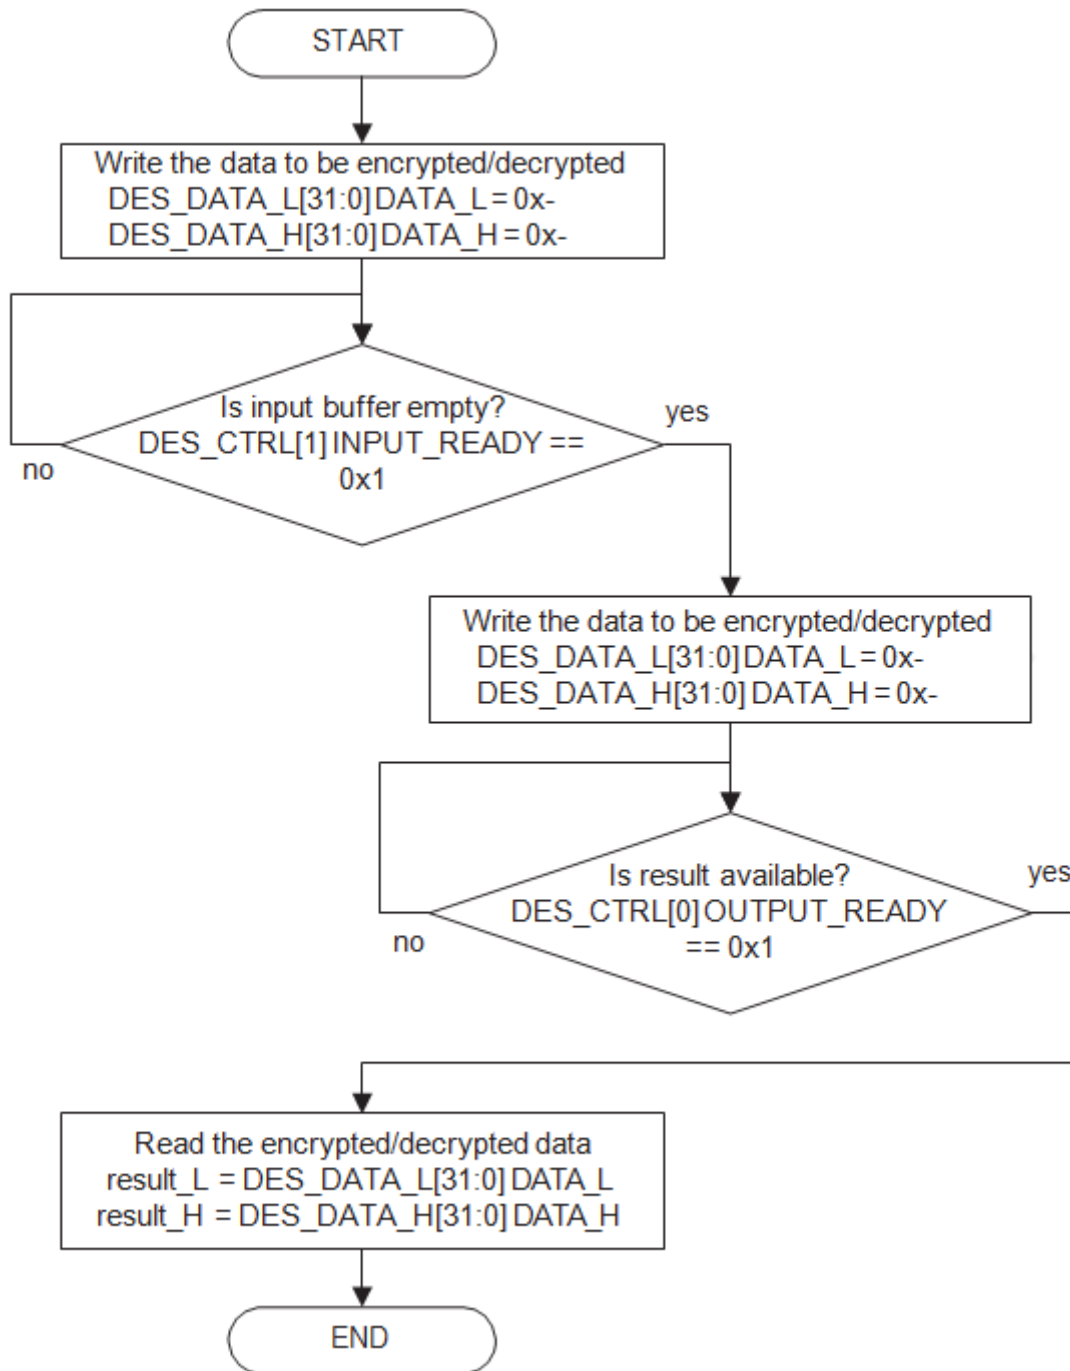 START
Write the data to be encrypted/decrypted
DES_DATA_L[31:0] DATA_L = 0x-
DES_DATA_H[31:0] DATA_H = 0x-
Is input buffer empty?
DES_CTRL[1] INPUT_READY ==
0x1
yes
no
Write the data to be encrypted/decrypted
DES_DATA_L[31:0] DATA_L = 0x-
DES_DATA_H[31:0] DATA_H = 0x-
Is result available?
DES_CTRL[0] OUTPUT_READY
== 0x1
yes
no
Read the encrypted/decrypted data
result_L = DES_DATA_L[31:0] DATA_L
result_H = DES_DATA_H[31:0] DATA_H
END